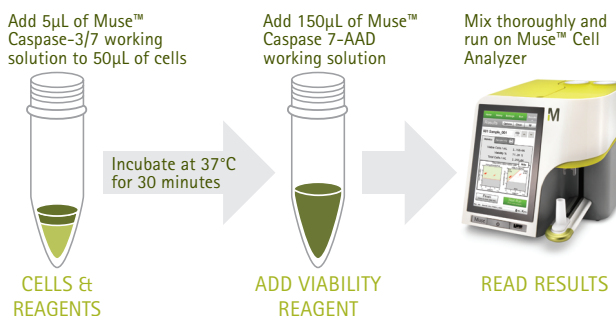 Add 5µL of Muse™
Caspase-3/7 working
solution to 50µL of cells
Add 150µL of Muse™
Caspase 7-AAD
working solution
Mix thoroughly and
run on Muse™ Cell
Analyzer
Incubate at 37°C
for 30 minutes
CELLS &
REAGENTS
ADD VIABILITY
REAGENT
READ RESULTS
M